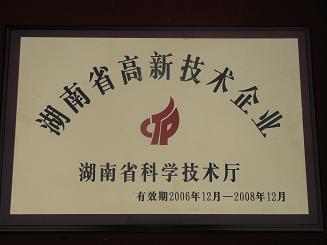 湖南省高新技术企业
湖南省科学技术厅
有效期2006年12月—2008年12月